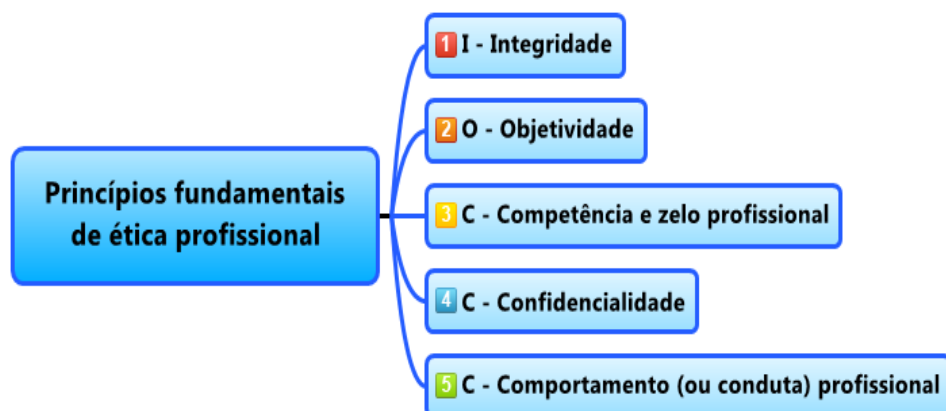 1 I - Integridade
2 O - Objetividade
Princípios fundamentais
de ética profissional
3 C - Competência e zelo profissional
4 C - Confidencialidade
5 C - Comportamento (ou conduta) profissional